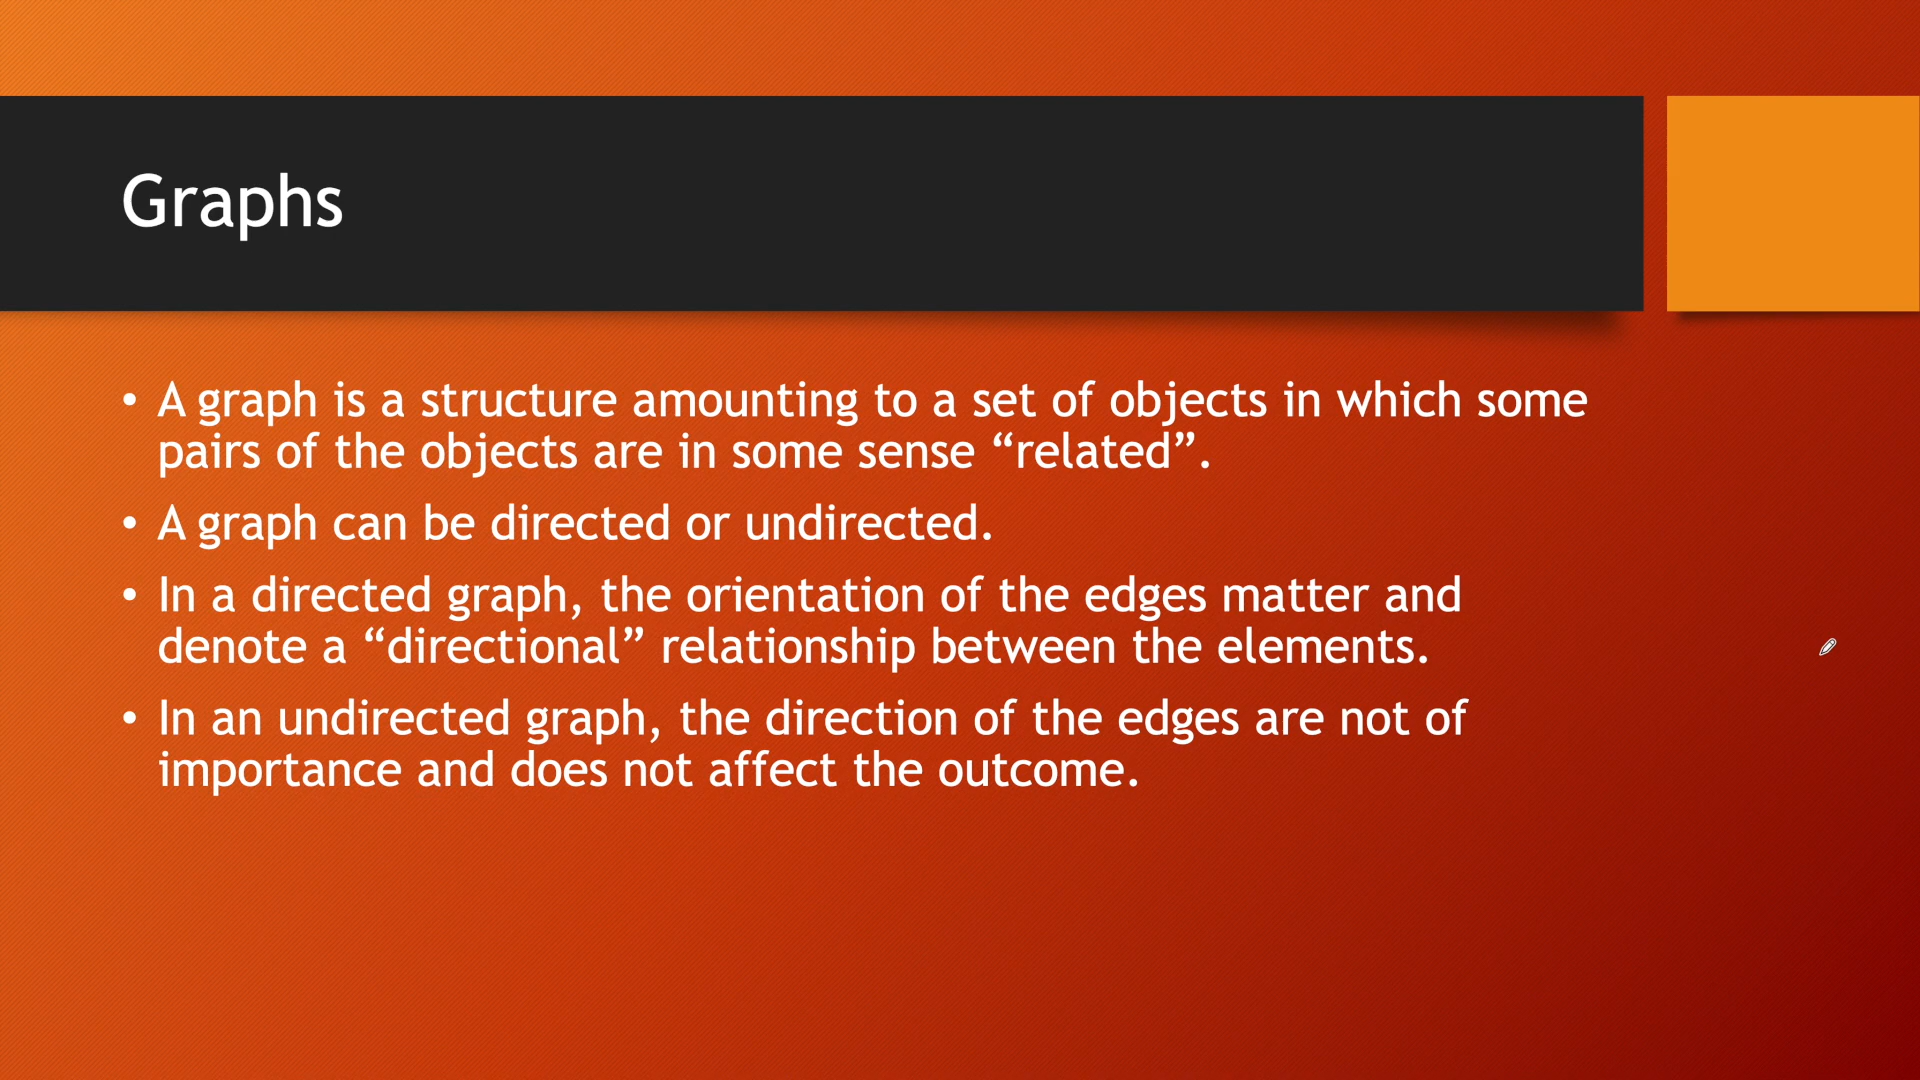 Graphs
• A graph is a structure amounting to a set of objects in which some
pairs of the objects are in some sense “related”.
• A graph can be directed or undirected.
• In a directed graph, the orientation of the edges matter and
denote a “directional” relationship between the elements.
• In an undirected graph, the direction of the edges are not of
importance and does not affect the outcome.